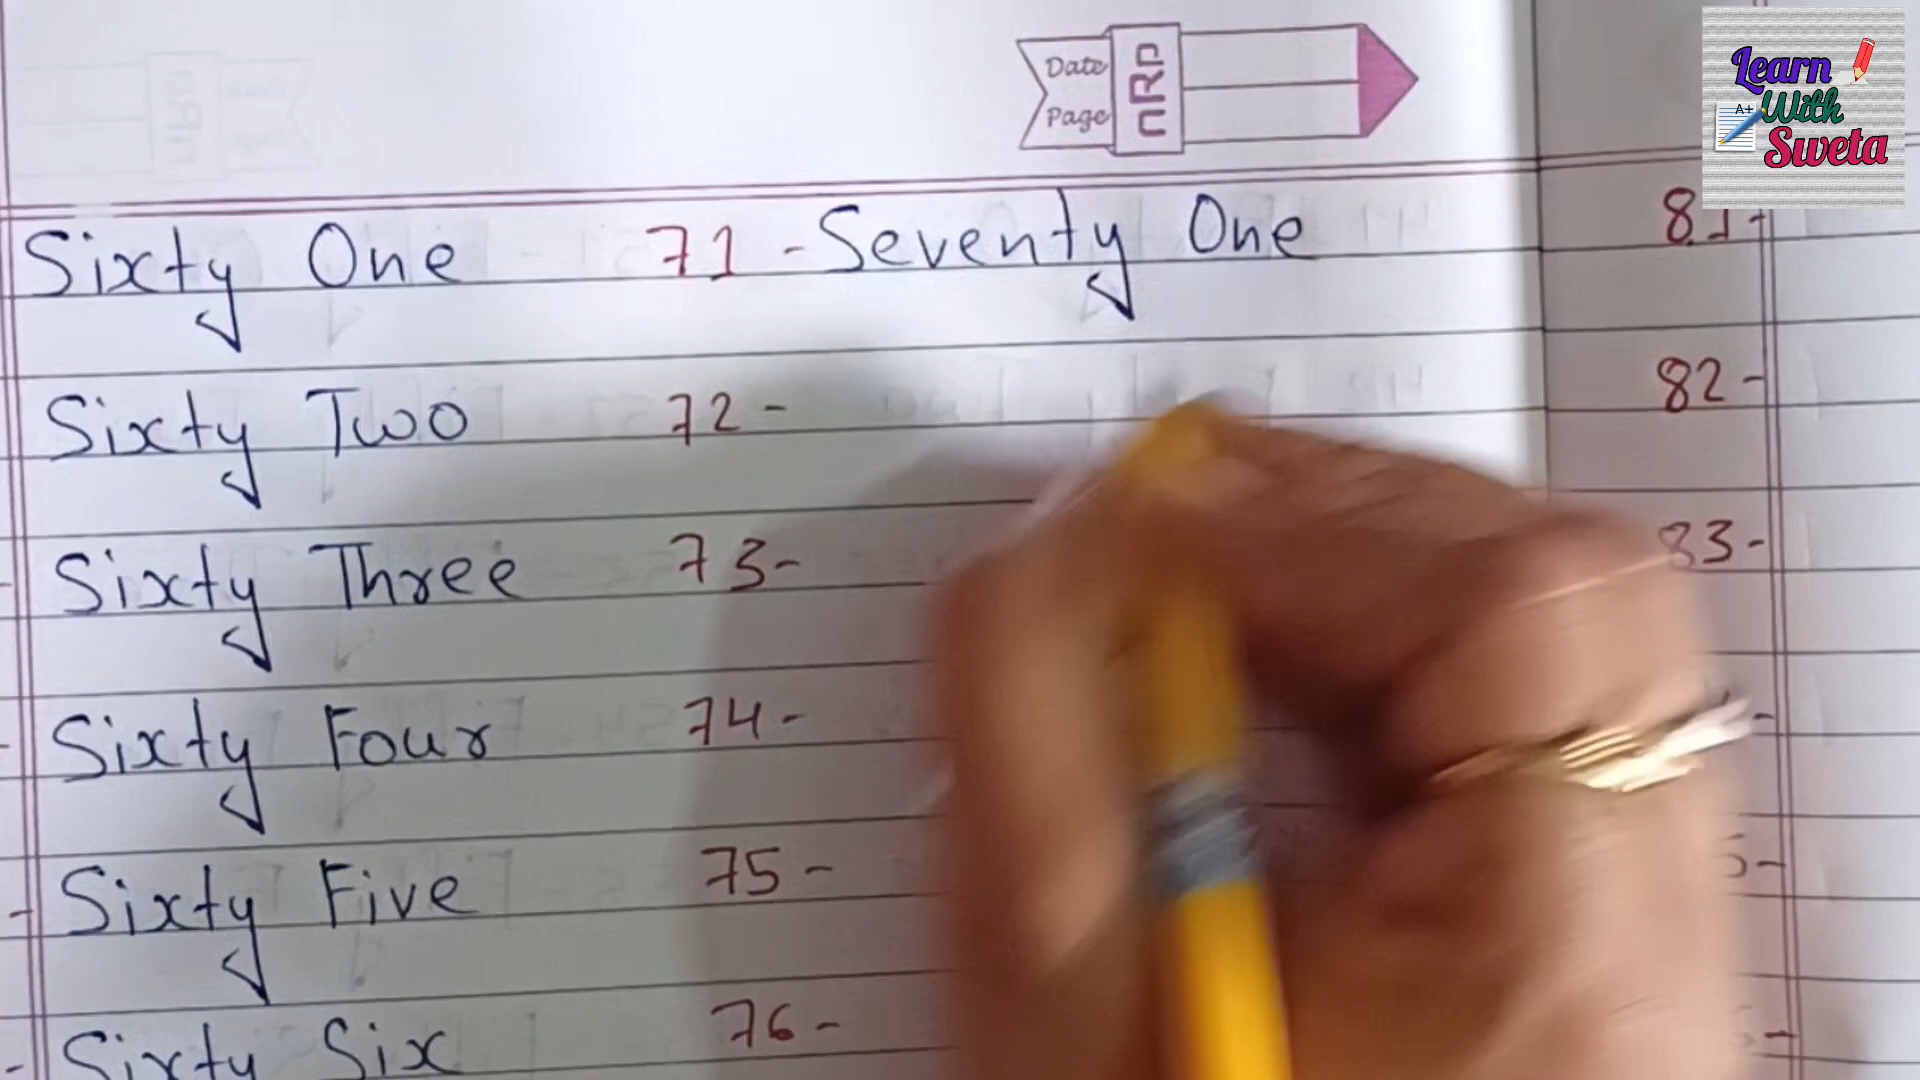 Date
Page
nRp
Learn
With
Sweta
A+
Sixty One 71 - Seventy One 81 -
Sixty Two 72 - 82 -
Sixty Three 73 - 83 -
Sixty Four 74 -
Sixty Five 75 -
Sixty Six 76 -